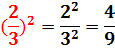 (2/3)² = 2²/3² = 4/9